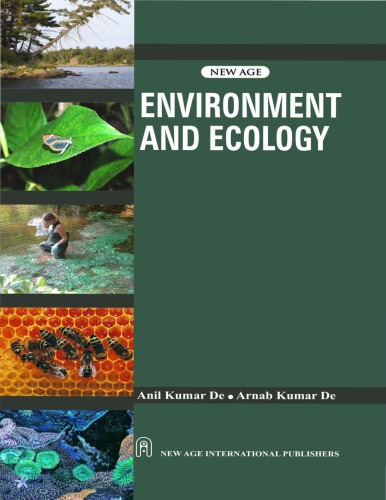 NEW AGE
ENVIRONMENT
AND ECOLOGY
Anil Kumar De • Arnab Kumar De
NEW AGE INTERNATIONAL PUBLISHERS